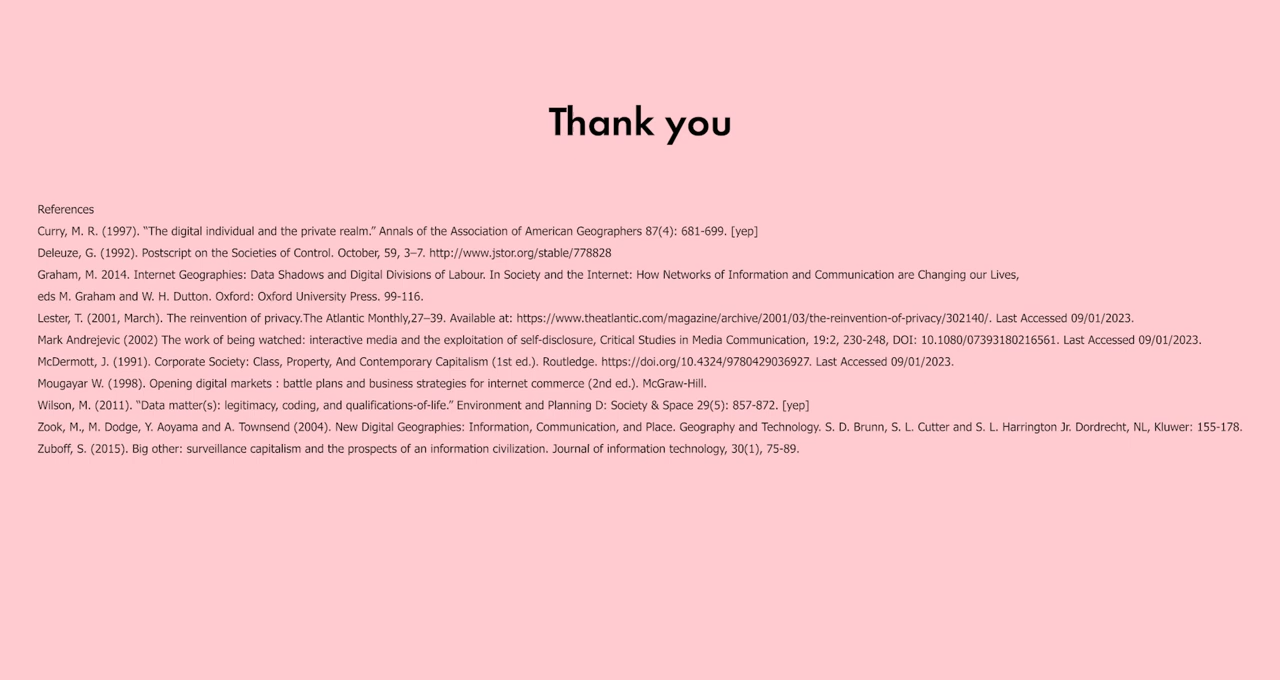 Thank you
References
Curry, M. R. (1997). “The digital individual and the private realm.” Annals of the Association of American Geographers 87(4): 681-699. [yep]
Deleuze, G. (1992). Postscript on the Societies of Control. October, 59, 3–7. http://www.jstor.org/stable/778828
Graham, M. 2014. Internet Geographies: Data Shadows and Digital Divisions of Labour. In Society and the Internet: How Networks of Information and Communication are Changing our Lives,
eds M. Graham and W. H. Dutton. Oxford: Oxford University Press. 99-116.
Lester, T. (2001, March). The reinvention of privacy.The Atlantic Monthly,27–39. Available at: https://www.theatlantic.com/magazine/archive/2001/03/the-reinvention-of-privacy/302140/. Last Accessed 09/01/2023.
Mark Andrejevic (2002) The work of being watched: interactive media and the exploitation of self-disclosure, Critical Studies in Media Communication, 19:2, 230-248, DOI: 10.1080/07393180216561. Last Accessed 09/01/2023.
McDermott, J. (1991). Corporate Society: Class, Property, And Contemporary Capitalism (1st ed.). Routledge. https://doi.org/10.4324/9780429036927. Last Accessed 09/01/2023.
Mougayar W. (1998). Opening digital markets : battle plans and business strategies for internet commerce (2nd ed.). McGraw-Hill.
Wilson, M. (2011). “Data matter(s): legitimacy, coding, and qualifications-of-life.” Environment and Planning D: Society & Space 29(5): 857-872. [yep]
Zook, M., M. Dodge, Y. Aoyama and A. Townsend (2004). New Digital Geographies: Information, Communication, and Place. Geography and Technology. S. D. Brunn, S. L. Cutter and S. L. Harrington Jr. Dordrecht, NL, Kluwer: 155-178.
Zuboff, S. (2015). Big other: surveillance capitalism and the prospects of an information civilization. Journal of information technology, 30(1), 75-89.